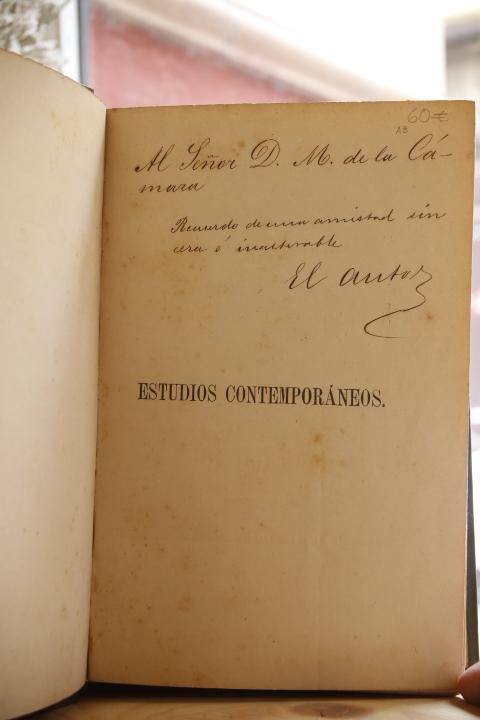 60€
AB
Al Señor D. M. de la Cá-
mara
Recuerdo de una amistad sin
cera é inalterable
El autor
ESTUDIOS CONTEMPORÁNEOS.